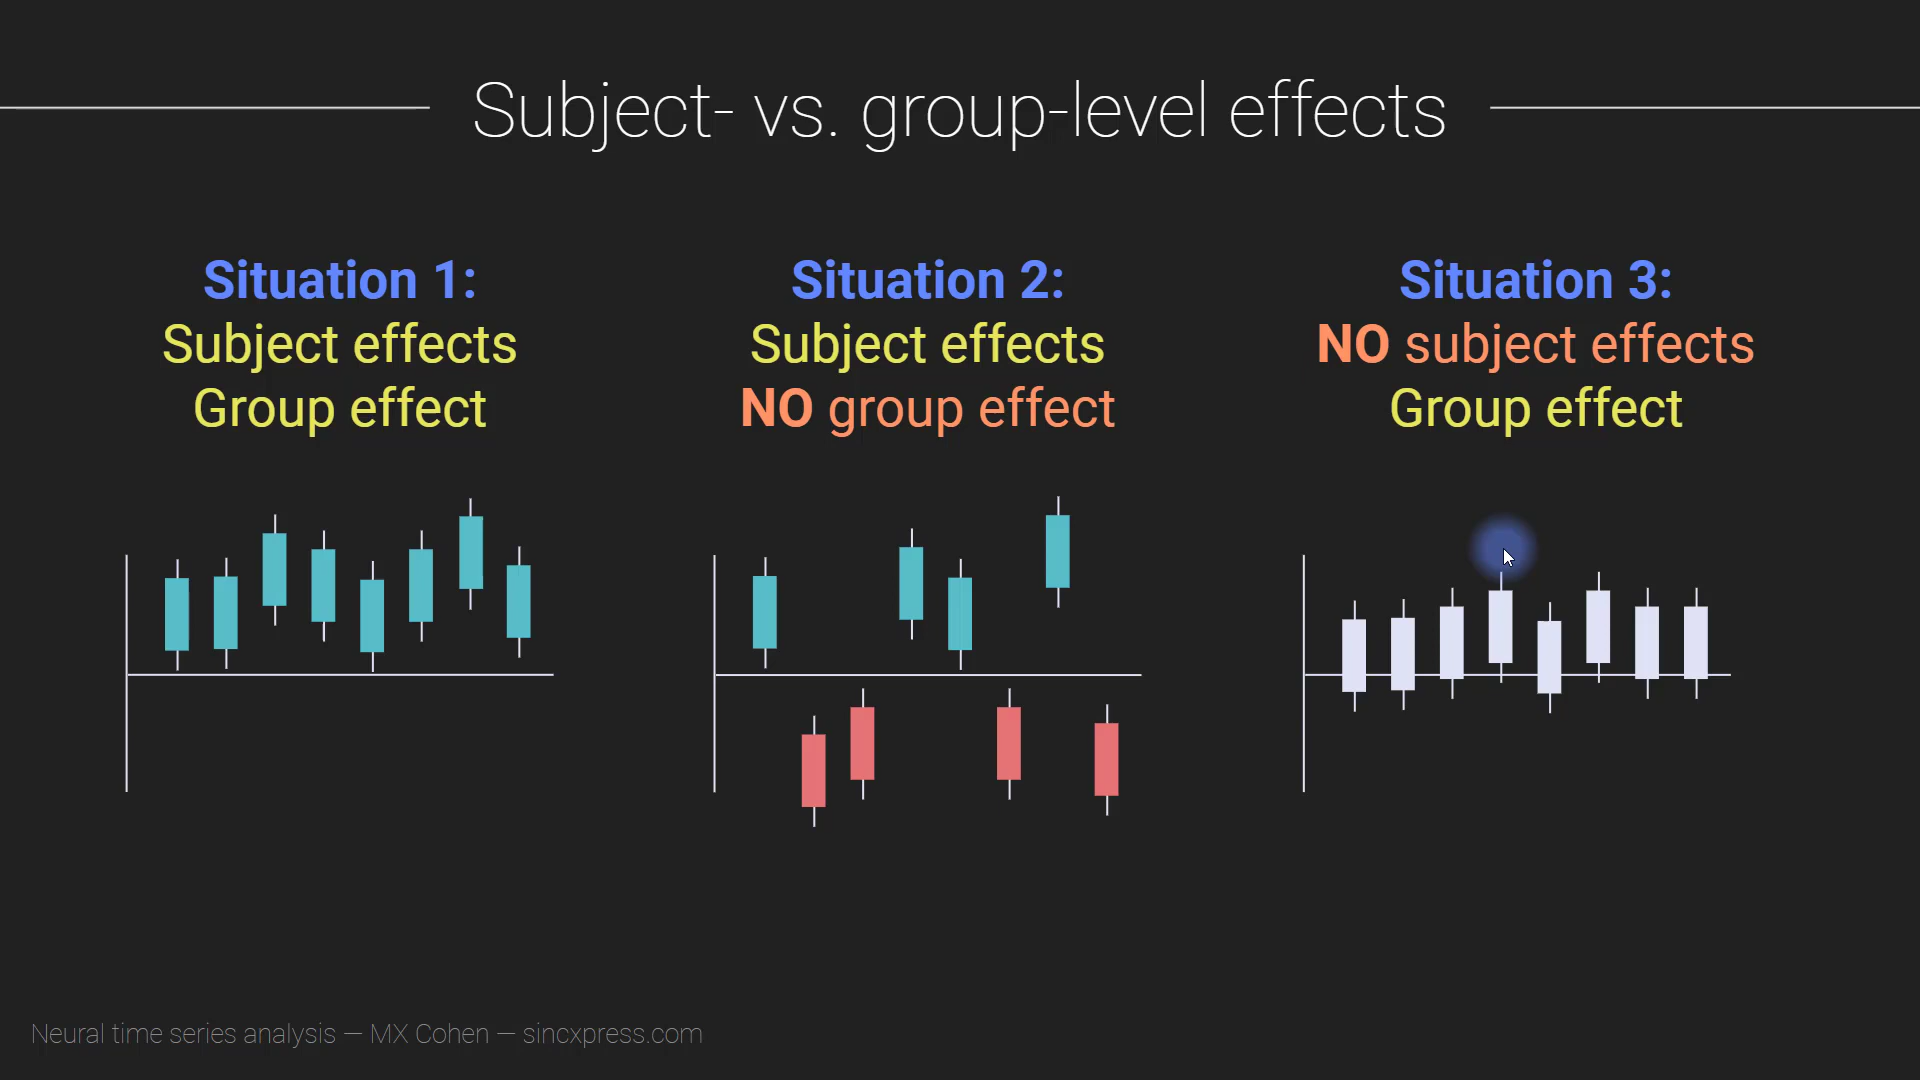 Subject- vs. group-level effects
Situation 1:
Subject effects
Group effect
Situation 2:
Subject effects
NO group effect
Situation 3:
NO subject effects
Group effect
Neural time series analysis — MX Cohen — sincxpress.com